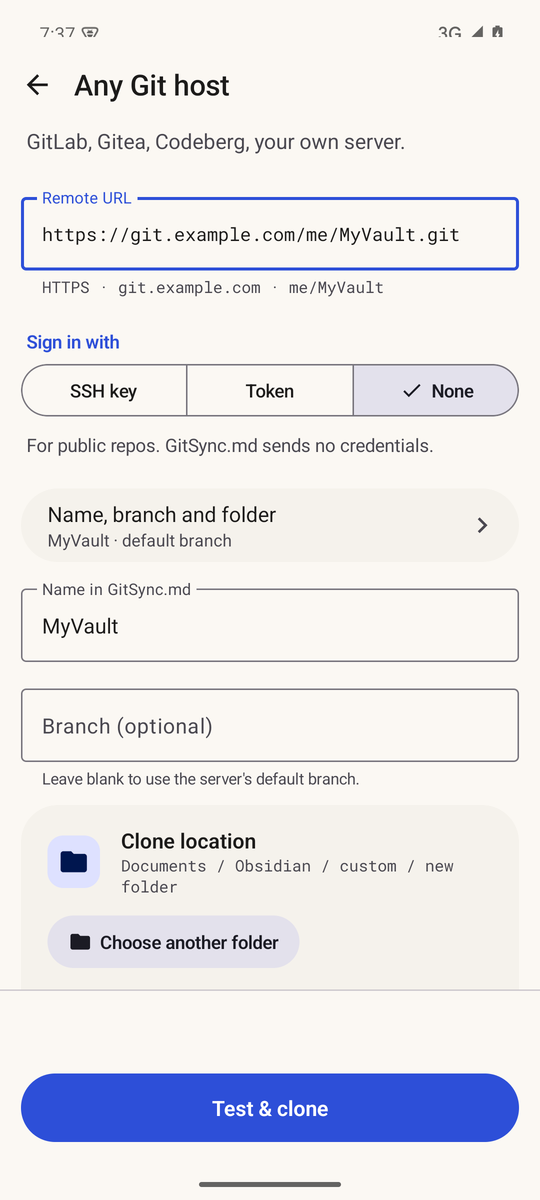 7:37
3G
Any Git host
GitLab, Gitea, Codeberg, your own server.
Remote URL
https://git.example.com/me/MyVault.git
HTTPS · git.example.com · me/MyVault
Sign in with
SSH key
Token
None
For public repos. GitSync.md sends no credentials.
Name, branch and folder
MyVault · default branch
Name in GitSync.md
MyVault
Branch (optional)
Leave blank to use the server's default branch.
Clone location
Documents / Obsidian / custom / new
folder
Choose another folder
Test & clone